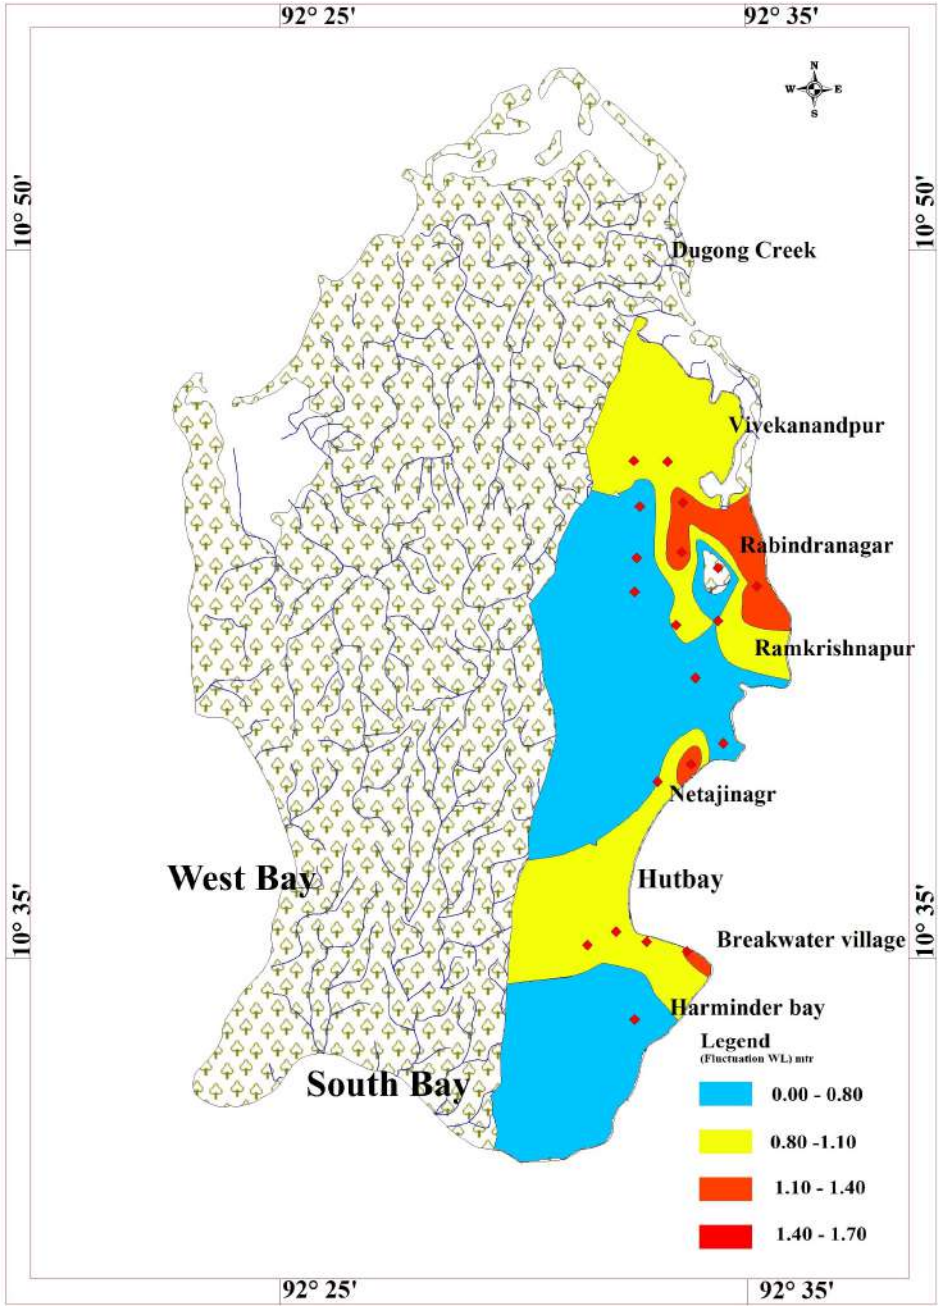 92° 25'
92° 35'
N
W E
S
10° 50'
10° 50'
Dugong Creek
Vivekanandpur
Rabindranagar
Ramkrishnapur
Netajinagr
West Bay
Hutbay
10° 35'
10° 35'
Breakwater village
Harminder bay
South Bay
Legend
(Fluctuation WL) mtr
0.00 - 0.80
0.80 -1.10
1.10 - 1.40
1.40 - 1.70
92° 25'
92° 35'